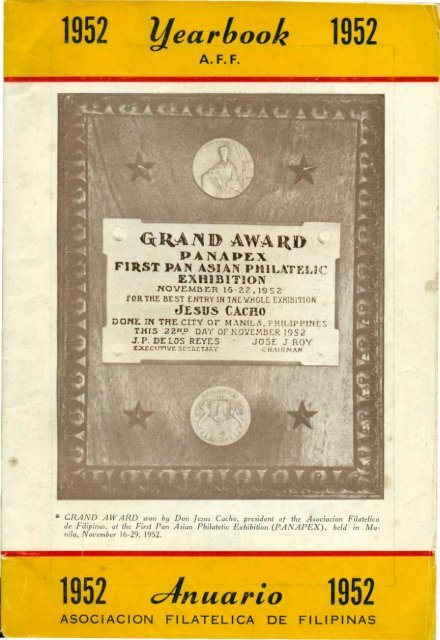 1952 Yearbook 1952
A. F. F.
GRAND AWARD
PANAPEX
FIRST PAN ASIAN PHILATELIC
EXHIBITION
NOVEMBER 16-22, 1952
FOR THE BEST ENTRY IN THE WHOLE EXHIBITION
JESUS CACHO
DONE IN THE CITY OF MANILA, PHILIPPINES
THIS 22ND DAY OF NOVEMBER 1952
J.P. DE LOS REYES JOSE J ROY
EXECUTIVE SECRETARY CHAIRMAN
GRAND AWARD won by Don Jesus Cacho, president of the Asociacion Filatelica
de Filipinas, at the First Pan Asian Philatelic Exhibition (PANAPEX), held in Ma-
nila, November 16-29, 1952.
1952 Anuario 1952
ASOCIACION FILATELICA DE FILIPINAS